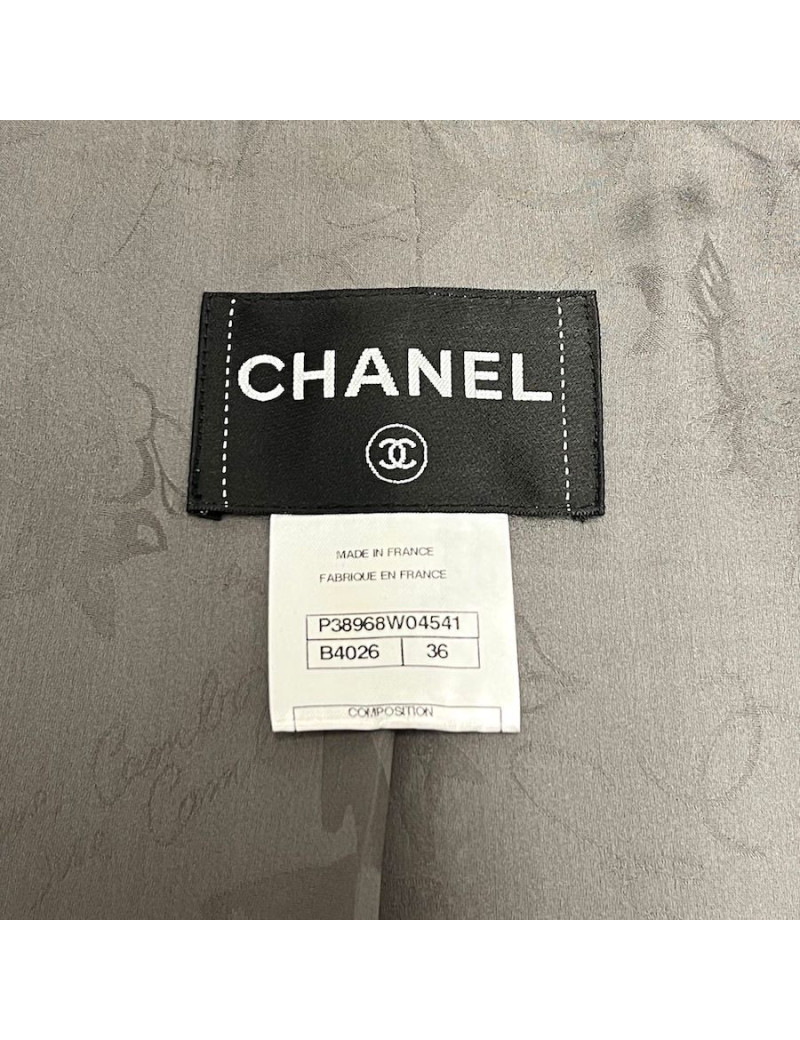 CHANEL
MADE IN FRANCE
FABRIQUE EN FRANCE
P38968W04541
B4026 36
COMPOSITION